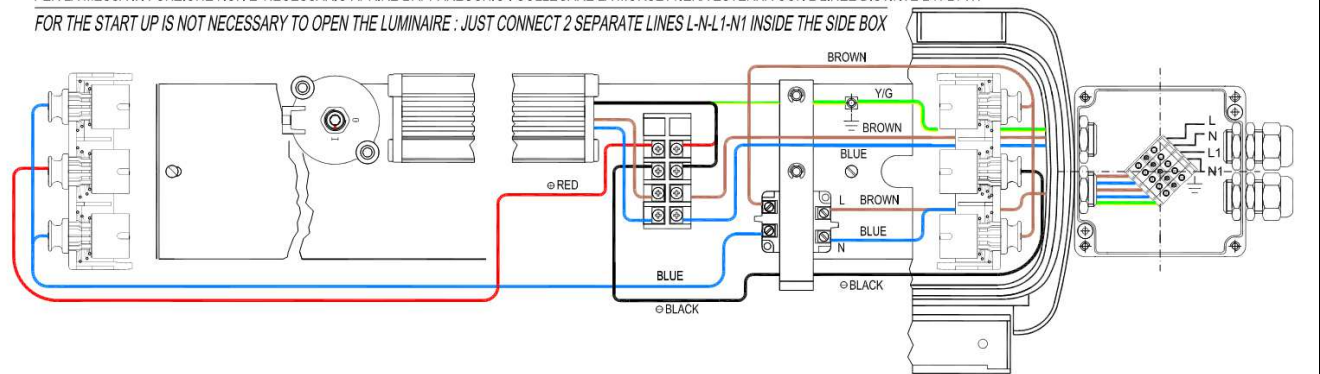 FOR THE START UP IS NOT NECESSARY TO OPEN THE LUMINAIRE : JUST CONNECT 2 SEPARATE LINES L-N-L1-N1 INSIDE THE SIDE BOX
BROWN
Y/G
BROWN
BLUE
⊕ RED
L
BROWN
BLUE
N
BLUE
⊖ BLACK
⊖ BLACK
L
N
L1
N1